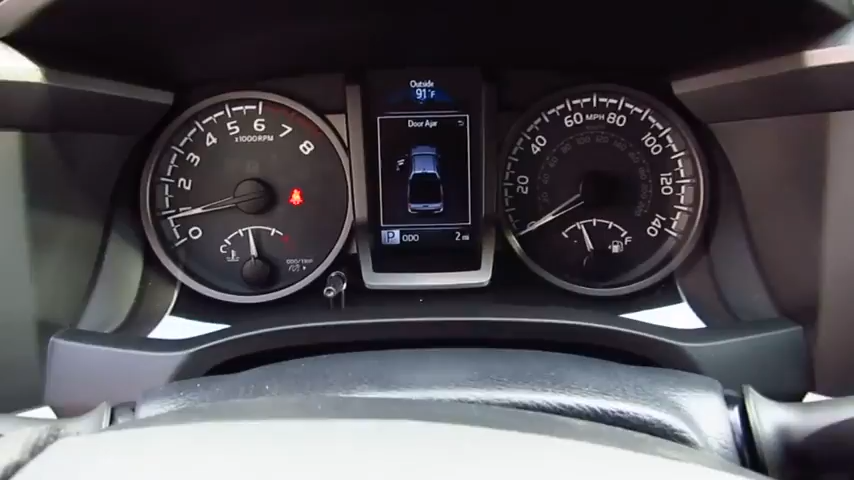 Outside
91°F
Door Ajar
P ODO 2 mi
0 1 2 3 4 5 6 7 8
x1000RPM
C H
ODO/TRIP
20 40 60 80 100 120 140
MPH
E F